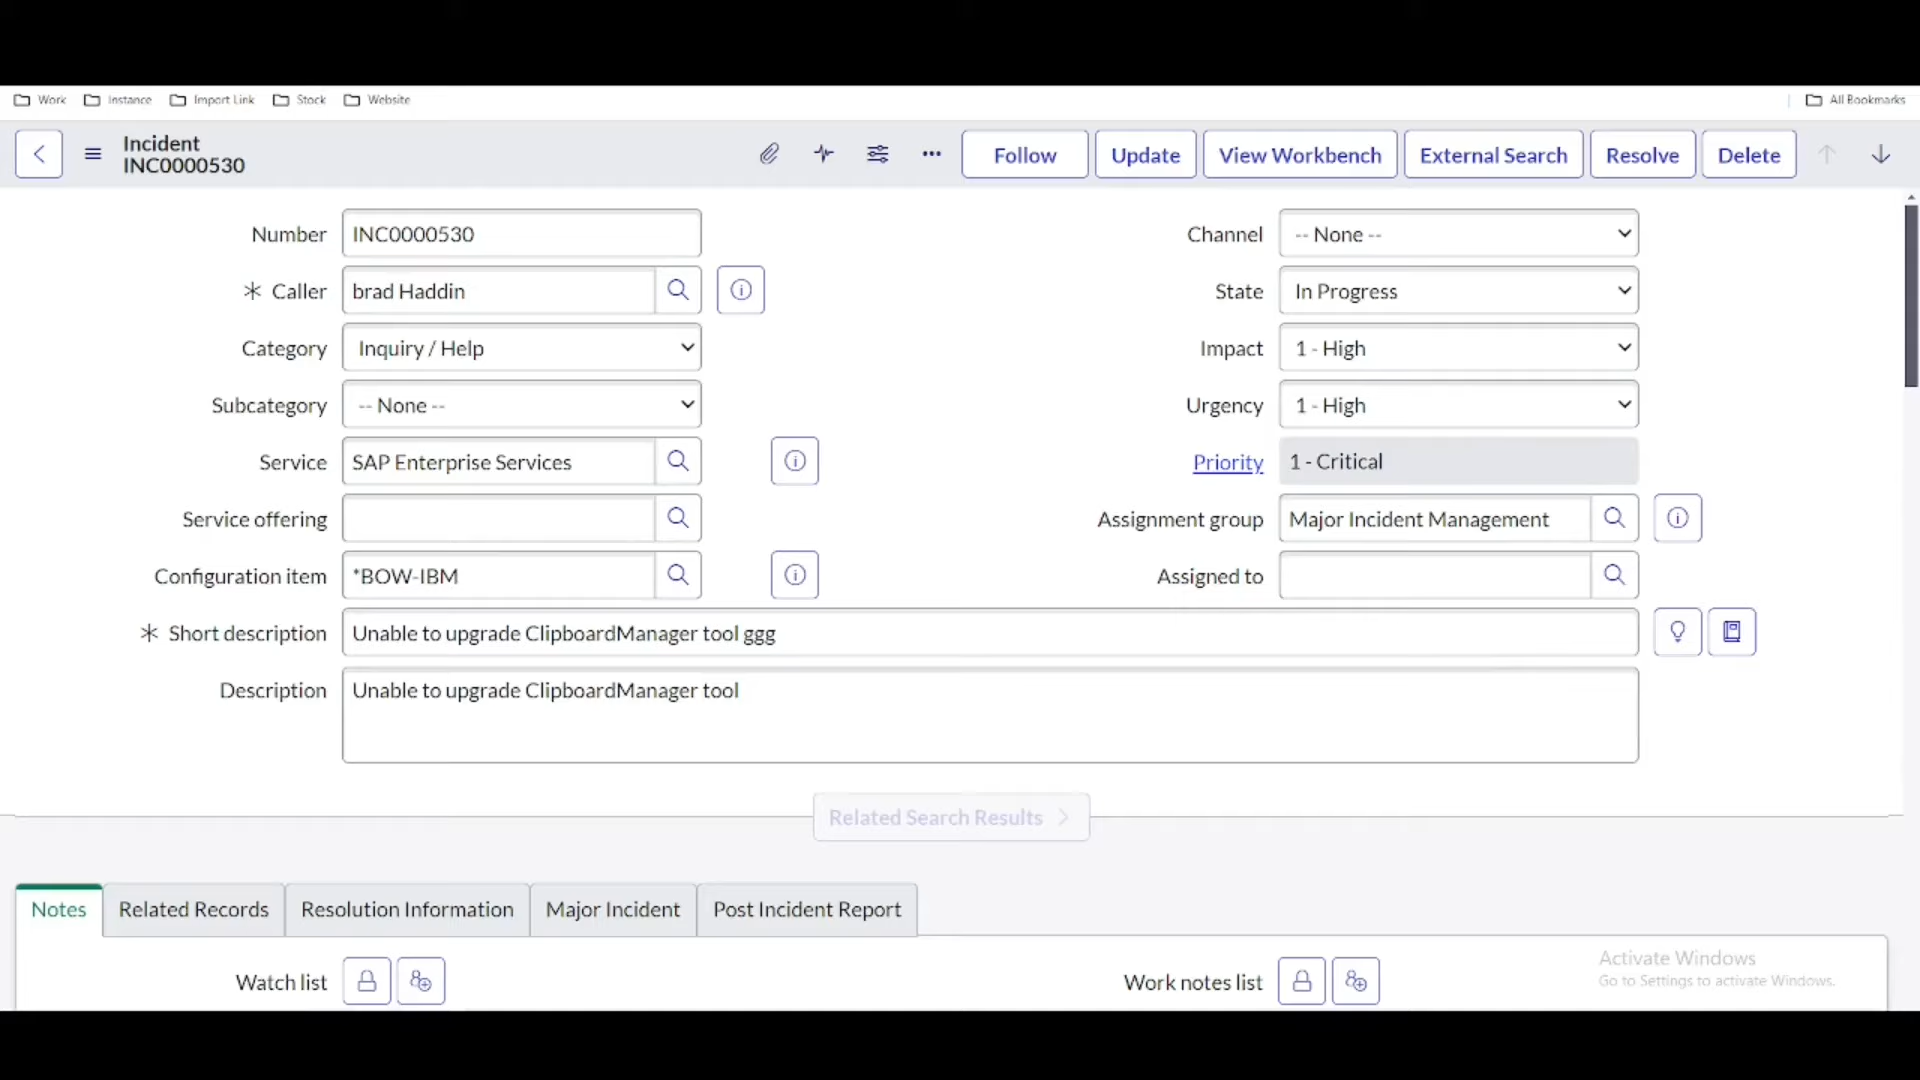 Work Instance Import Link Stock Website All Bookmarks
Incident
INC0000530
Follow Update View Workbench External Search Resolve Delete
Number INC0000530 Channel -- None --
* Caller brad Haddin State In Progress
Category Inquiry / Help Impact 1 - High
Subcategory -- None -- Urgency 1 - High
Service SAP Enterprise Services Priority 1 - Critical
Service offering Assignment group Major Incident Management
Configuration item *BOW-IBM Assigned to
* Short description Unable to upgrade ClipboardManager tool ggg
Description Unable to upgrade ClipboardManager tool
Related Search Results
Notes Related Records Resolution Information Major Incident Post Incident Report
Watch list Work notes list
Activate Windows
Go to Settings to activate Windows.